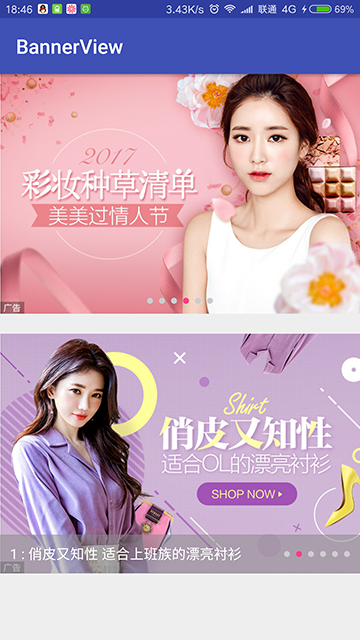 18:46
3.43K/s 联通 4G 69%
BannerView
2017
彩妆种草清单
美美过情人节
广告
Shirt
俏皮又知性
适合OL的漂亮衬衫
SHOP NOW
1 : 俏皮又知性 适合上班族的漂亮衬衫
广告